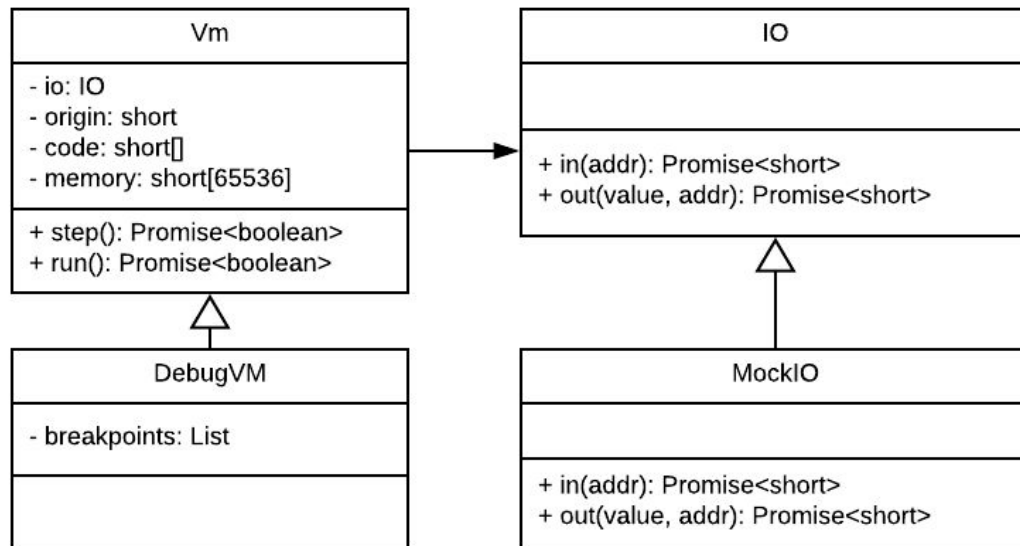 Vm
- io: IO
- origin: short
- code: short[]
- memory: short[65536]
+ step(): Promise<boolean>
+ run(): Promise<boolean>
IO
+ in(addr): Promise<short>
+ out(value, addr): Promise<short>
DebugVM
- breakpoints: List
MockIO
+ in(addr): Promise<short>
+ out(value, addr): Promise<short>